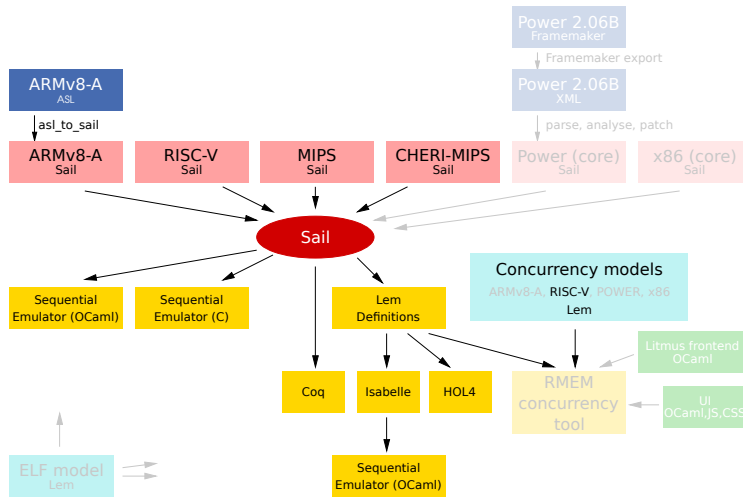 Power 2.06B
Framemaker
Framemaker export
ARMv8-A
ASL
Power 2.06B
XML
asl_to_sail
parse, analyse, patch
ARMv8-A
Sail
RISC-V
Sail
MIPS
Sail
CHERI-MIPS
Sail
Power (core)
Sail
x86 (core)
Sail
Sail
Concurrency models
ARMv8-A, RISC-V, POWER, x86
Lem
Sequential
Emulator (OCaml)
Sequential
Emulator (C)
Lem
Definitions
Litmus frontend
OCaml
Coq
Isabelle
HOL4
RMEM
concurrency
tool
UI
OCaml,JS,CSS
ELF model
Lem
Sequential
Emulator (OCaml)